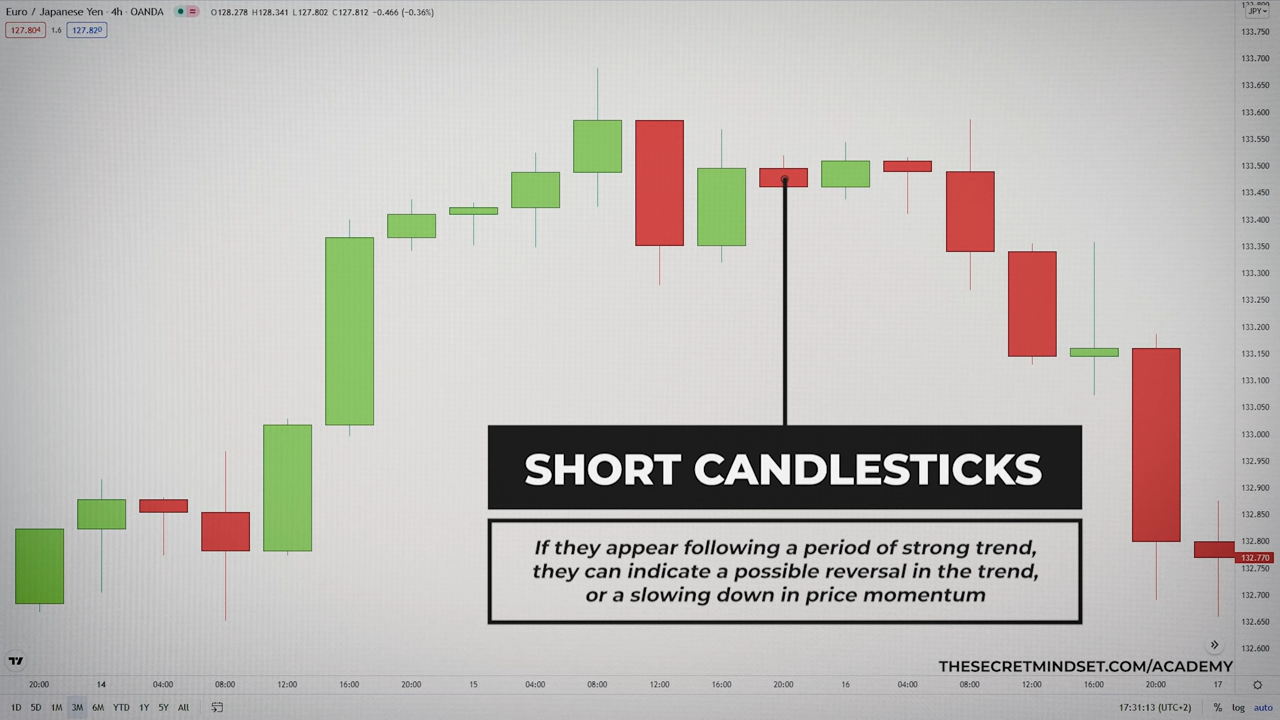 Euro / Japanese Yen · 4h · OANDA O128.278 H128.341 L127.802 C127.812 −0.466 (−0.36%)
127.804 1.6 127.820
JPY
133.750
133.700
133.650
133.600
133.550
133.500
133.450
133.400
133.350
133.300
133.250
133.200
133.150
133.100
133.050
133.000
132.950
132.900
132.850
132.800
132.770
132.750
132.700
132.650
132.600
SHORT CANDLESTICKS
If they appear following a period of strong trend,
they can indicate a possible reversal in the trend,
or a slowing down in price momentum
THESECRETMINDSET.COM/ACADEMY
20:00 14 04:00 08:00 12:00 16:00 20:00 15 04:00 08:00 12:00 16:00 20:00 16 04:00 08:00 12:00 16:00 20:00 17
1D 5D 1M 3M 6M YTD 1Y 5Y All 17:31:13 (UTC+2) % log auto